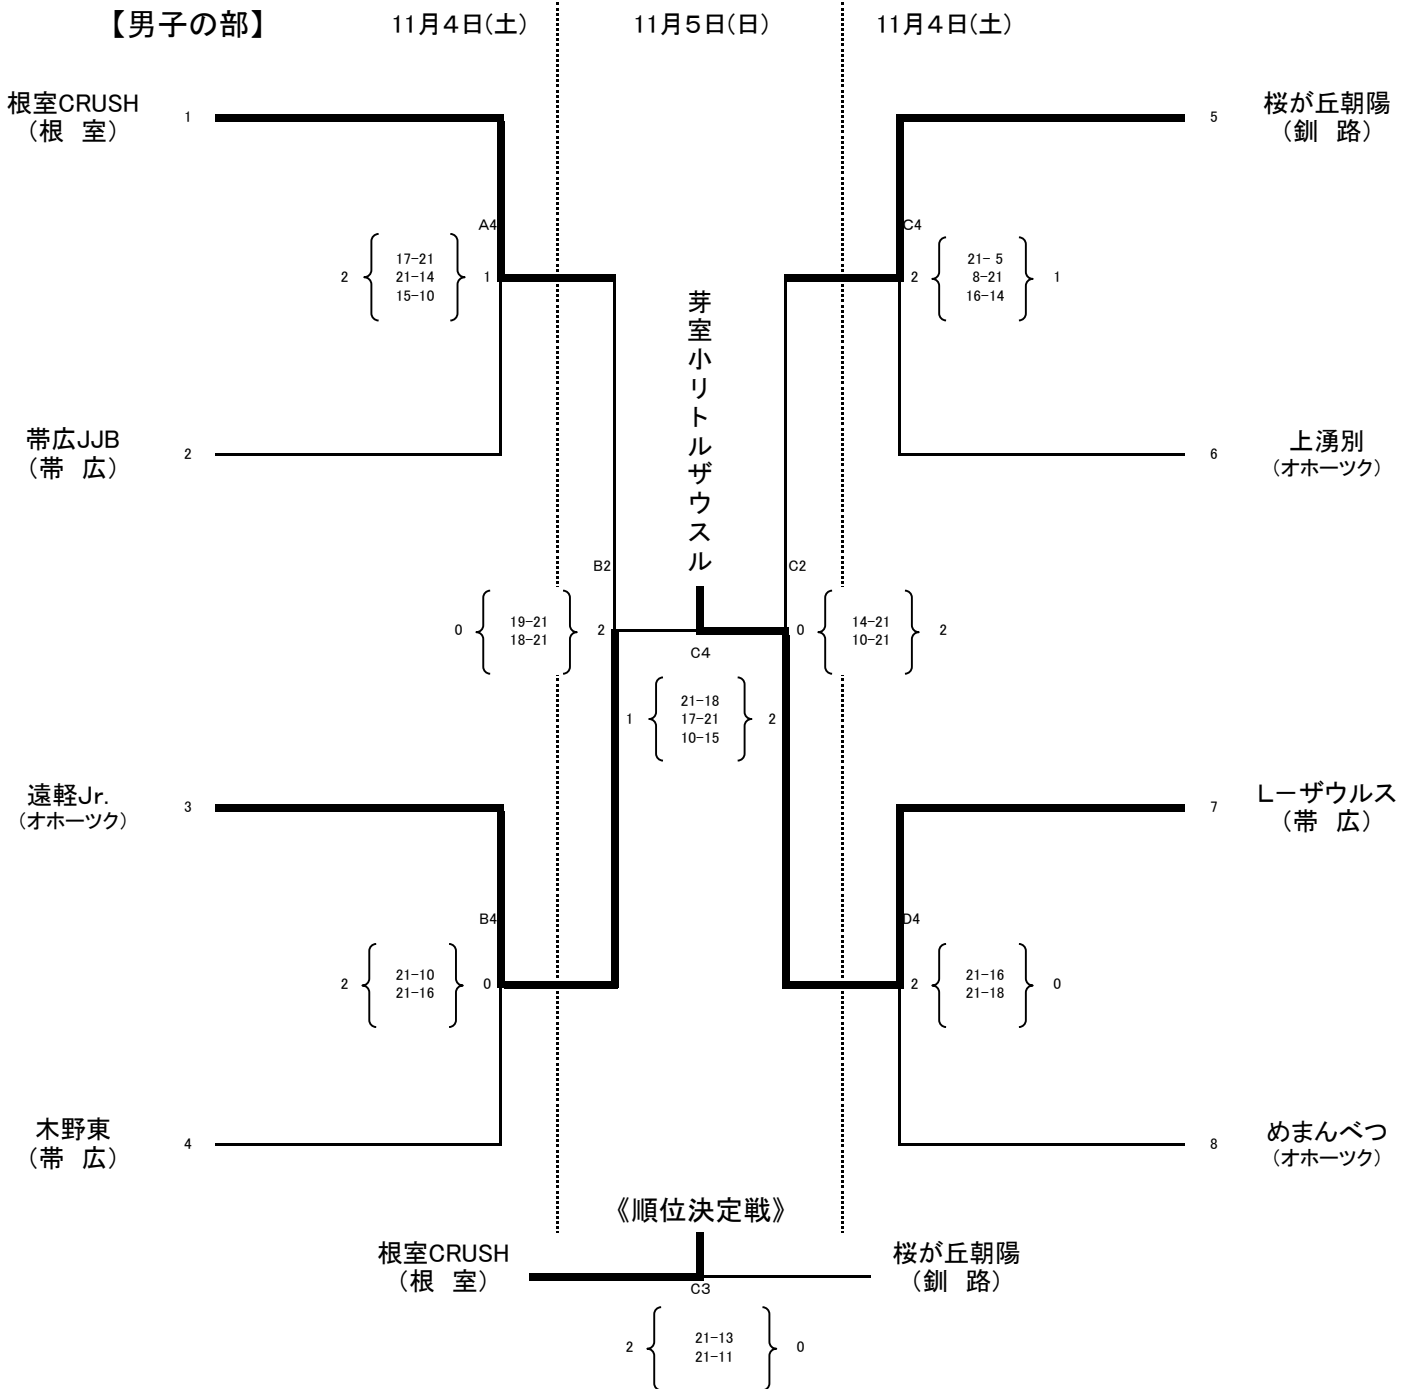 【男子の部】 11月4日(土) 11月5日(日) 11月4日(土)
根室CRUSH
（根　室）
1
5
桜が丘朝陽
（釧　路）
A4
2
17-21
21-14
15-10
1
C4
2
21- 5
8-21
16-14
1
芽室小リトルザウスル
帯広JJB
（帯　広）
2
6
上湧別
（オホーツク）
B2
0
19-21
18-21
2
C2
0
14-21
10-21
2
C4
1
21-18
17-21
10-15
2
遠軽Jr.
（オホーツク）
3
7
L－ザウルス
（帯　広）
B4
2
21-10
21-16
0
D4
2
21-16
21-18
0
木野東
（帯　広）
4
8
めまんべつ
（オホーツク）
《順位決定戦》
根室CRUSH
（根　室）
桜が丘朝陽
（釧　路）
C3
2
21-13
21-11
0